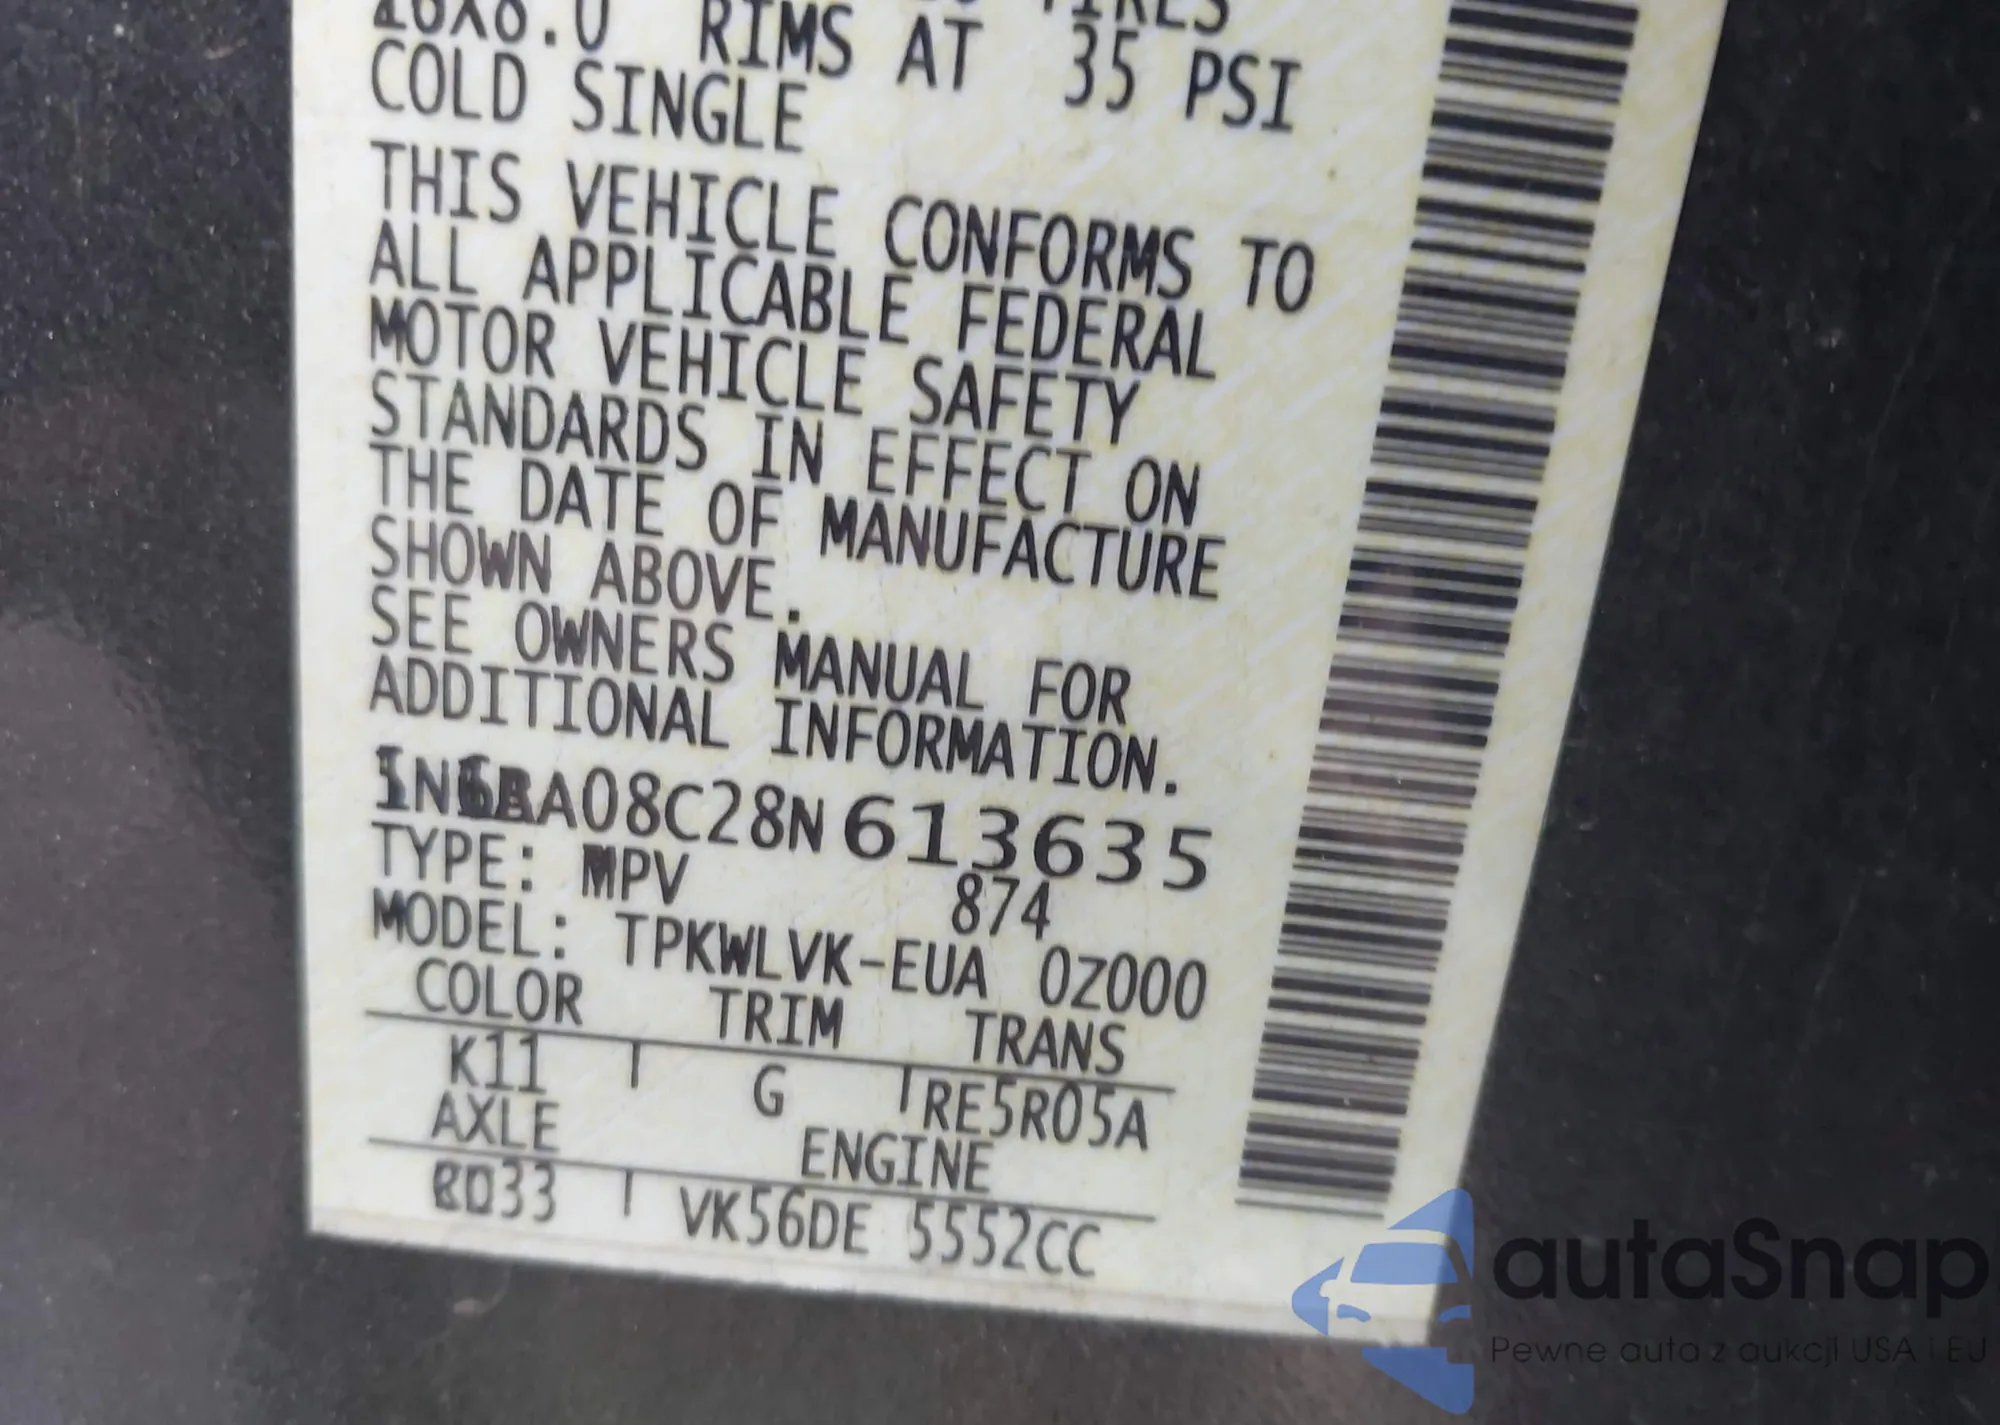 18X8.0 RIMS AT 35 PSI
COLD SINGLE
THIS VEHICLE CONFORMS TO
ALL APPLICABLE FEDERAL
MOTOR VEHICLE SAFETY
STANDARDS IN EFFECT ON
THE DATE OF MANUFACTURE
SHOWN ABOVE.
SEE OWNERS MANUAL FOR
ADDITIONAL INFORMATION.
TYPE: MPV 874
MODEL: TPKWLVK-EUA 0Z000
COLOR TRIM TRANS
K11 G RE5R05A
AXLE ENGINE
VK56DE 5552CC
autaSnap
Pewne auta z aukcji USA i EU